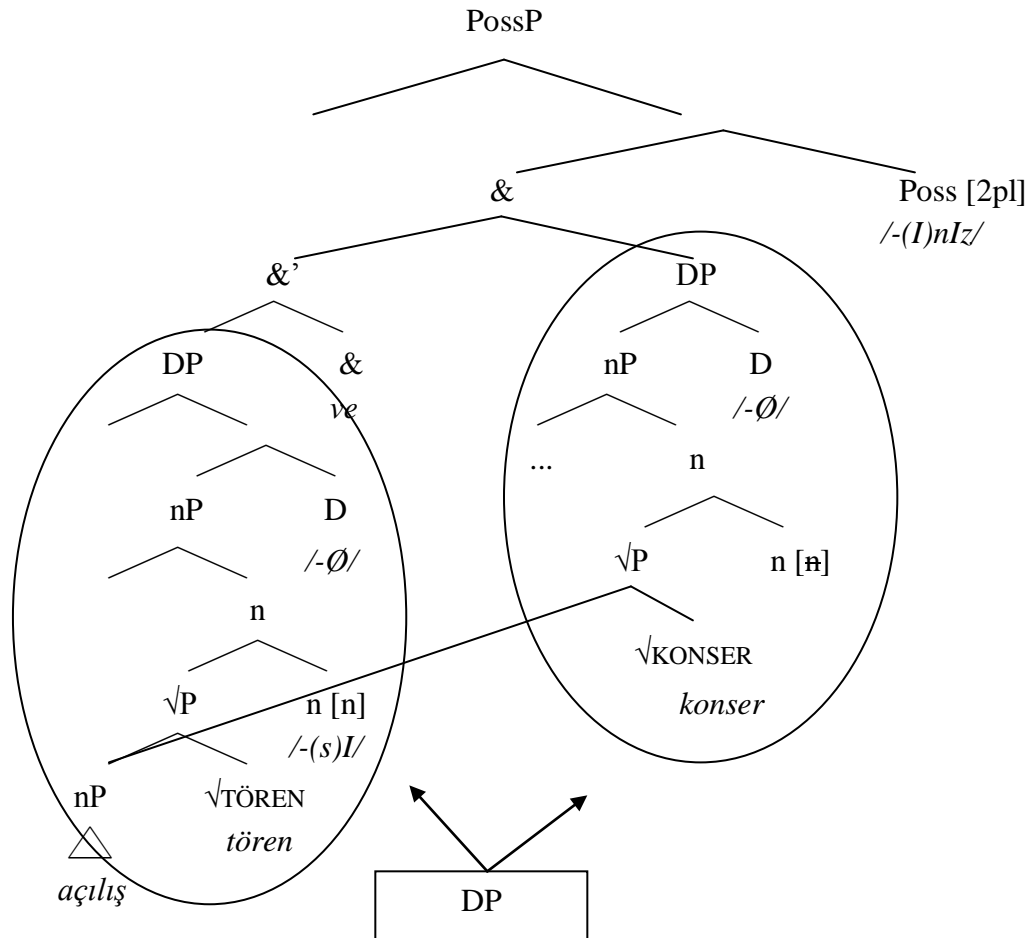 PossP
& Poss [2pl]
/-(I)nIz/
&’ DP
DP & nP D
ve /-Ø/
... n
nP D
/-Ø/ √P n [n̶]
n
√KONSER
√P n [n] konser
/-(s)I/
nP √TÖREN
tören
açılış DP